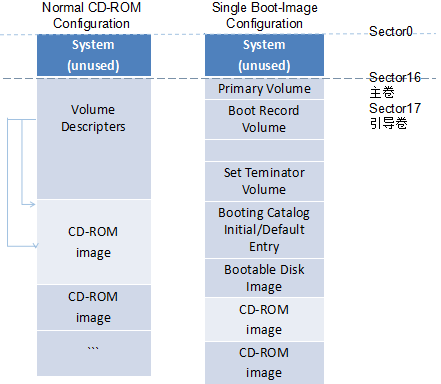 Normal CD-ROM
Configuration
System
(unused)
Volume
Descripters
CD-ROM
image
CD-ROM
image
```
Single Boot-Image
Configuration
System
(unused)
Primary Volume
Boot Record
Volume
Set Teminator
Volume
Booting Catalog
Initial/Default
Entry
Bootable Disk
Image
CD-ROM
image
CD-ROM
image
Sector0
Sector16
主卷
Sector17
引导卷